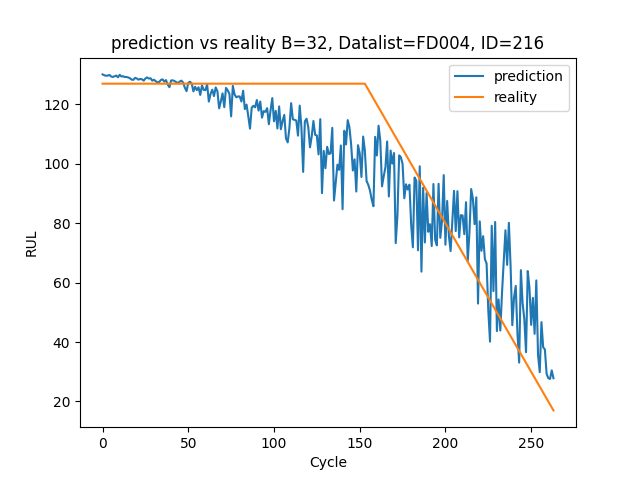 prediction vs reality B=32, Datalist=FD004, ID=216
prediction
reality
RUL
120
100
80
60
40
20
0 50 100 150 200 250
Cycle